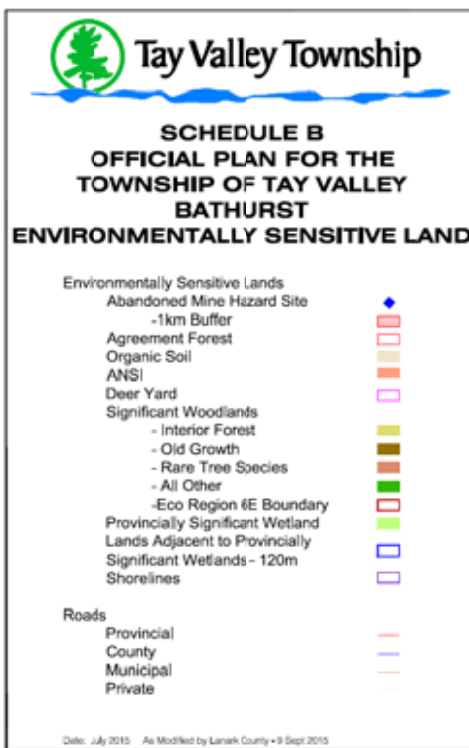 Tay Valley Township
SCHEDULE B
OFFICIAL PLAN FOR THE
TOWNSHIP OF TAY VALLEY
BATHURST
ENVIRONMENTALLY SENSITIVE LAND
Environmentally Sensitive Lands
Abandoned Mine Hazard Site
-1km Buffer
Agreement Forest
Organic Soil
ANSI
Deer Yard
Significant Woodlands
- Interior Forest
- Old Growth
- Rare Tree Species
- All Other
-Eco Region 6E Boundary
Provincially Significant Wetland
Lands Adjacent to Provincially
Significant Wetlands - 120m
Shorelines
Roads
Provincial
County
Municipal
Private
Date: July 2015 As Modified by Lanark County • 9 Sept 2015